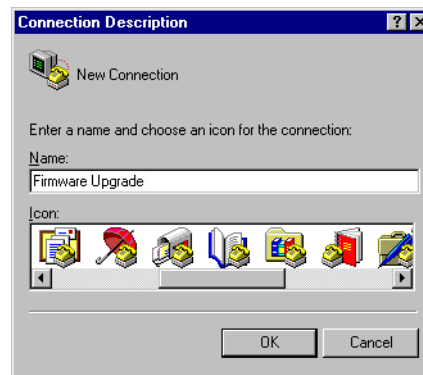 Connection Description
New Connection
Enter a name and choose an icon for the connection:
Name:
Firmware Upgrade
Icon:
OK
Cancel